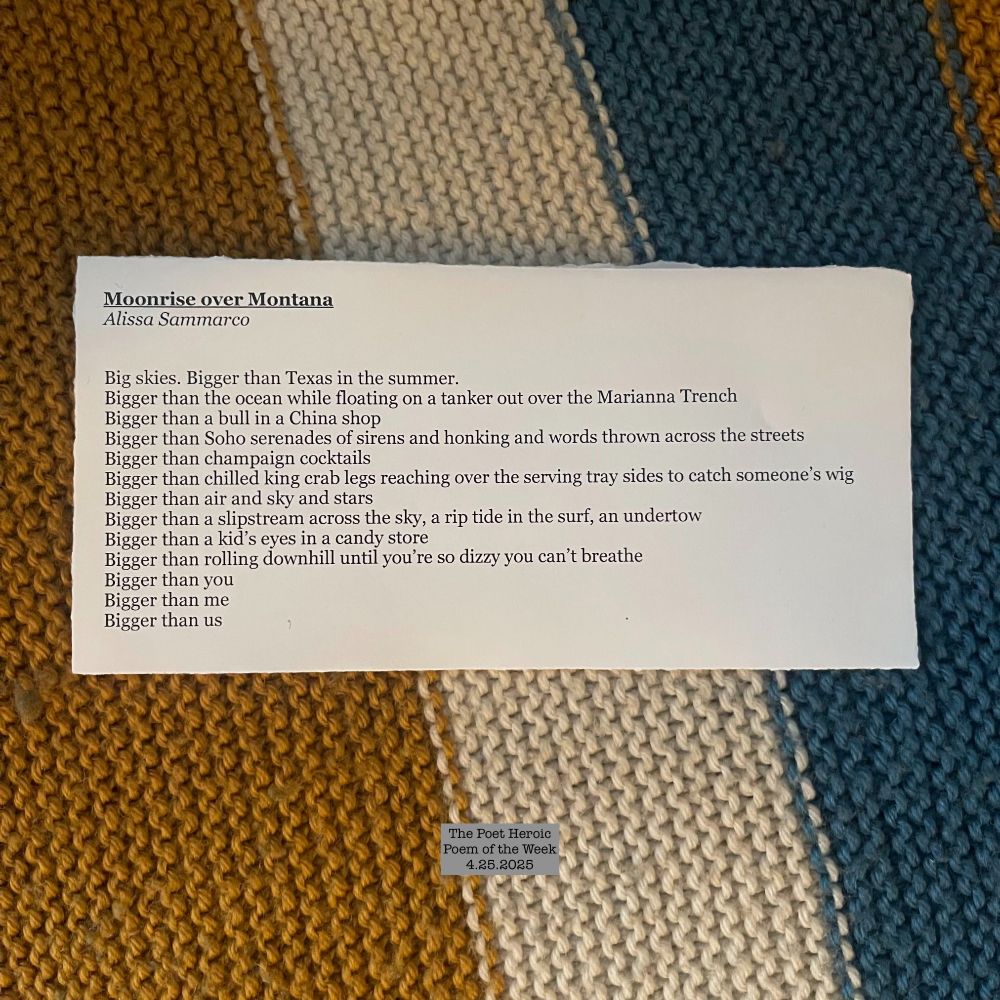 Moonrise over Montana
Alissa Sammarco
Big skies. Bigger than Texas in the summer.
Bigger than the ocean while floating on a tanker out over the Marianna Trench
Bigger than a bull in a China shop
Bigger than Soho serenades of sirens and honking and words thrown across the streets
Bigger than champaign cocktails
Bigger than chilled king crab legs reaching over the serving tray sides to catch someone’s wig
Bigger than air and sky and stars
Bigger than a slipstream across the sky, a rip tide in the surf, an undertow
Bigger than a kid’s eyes in a candy store
Bigger than rolling downhill until you’re so dizzy you can’t breathe
Bigger than you
Bigger than me
Bigger than us
The Poet Heroic
Poem of the Week
4.25.2025